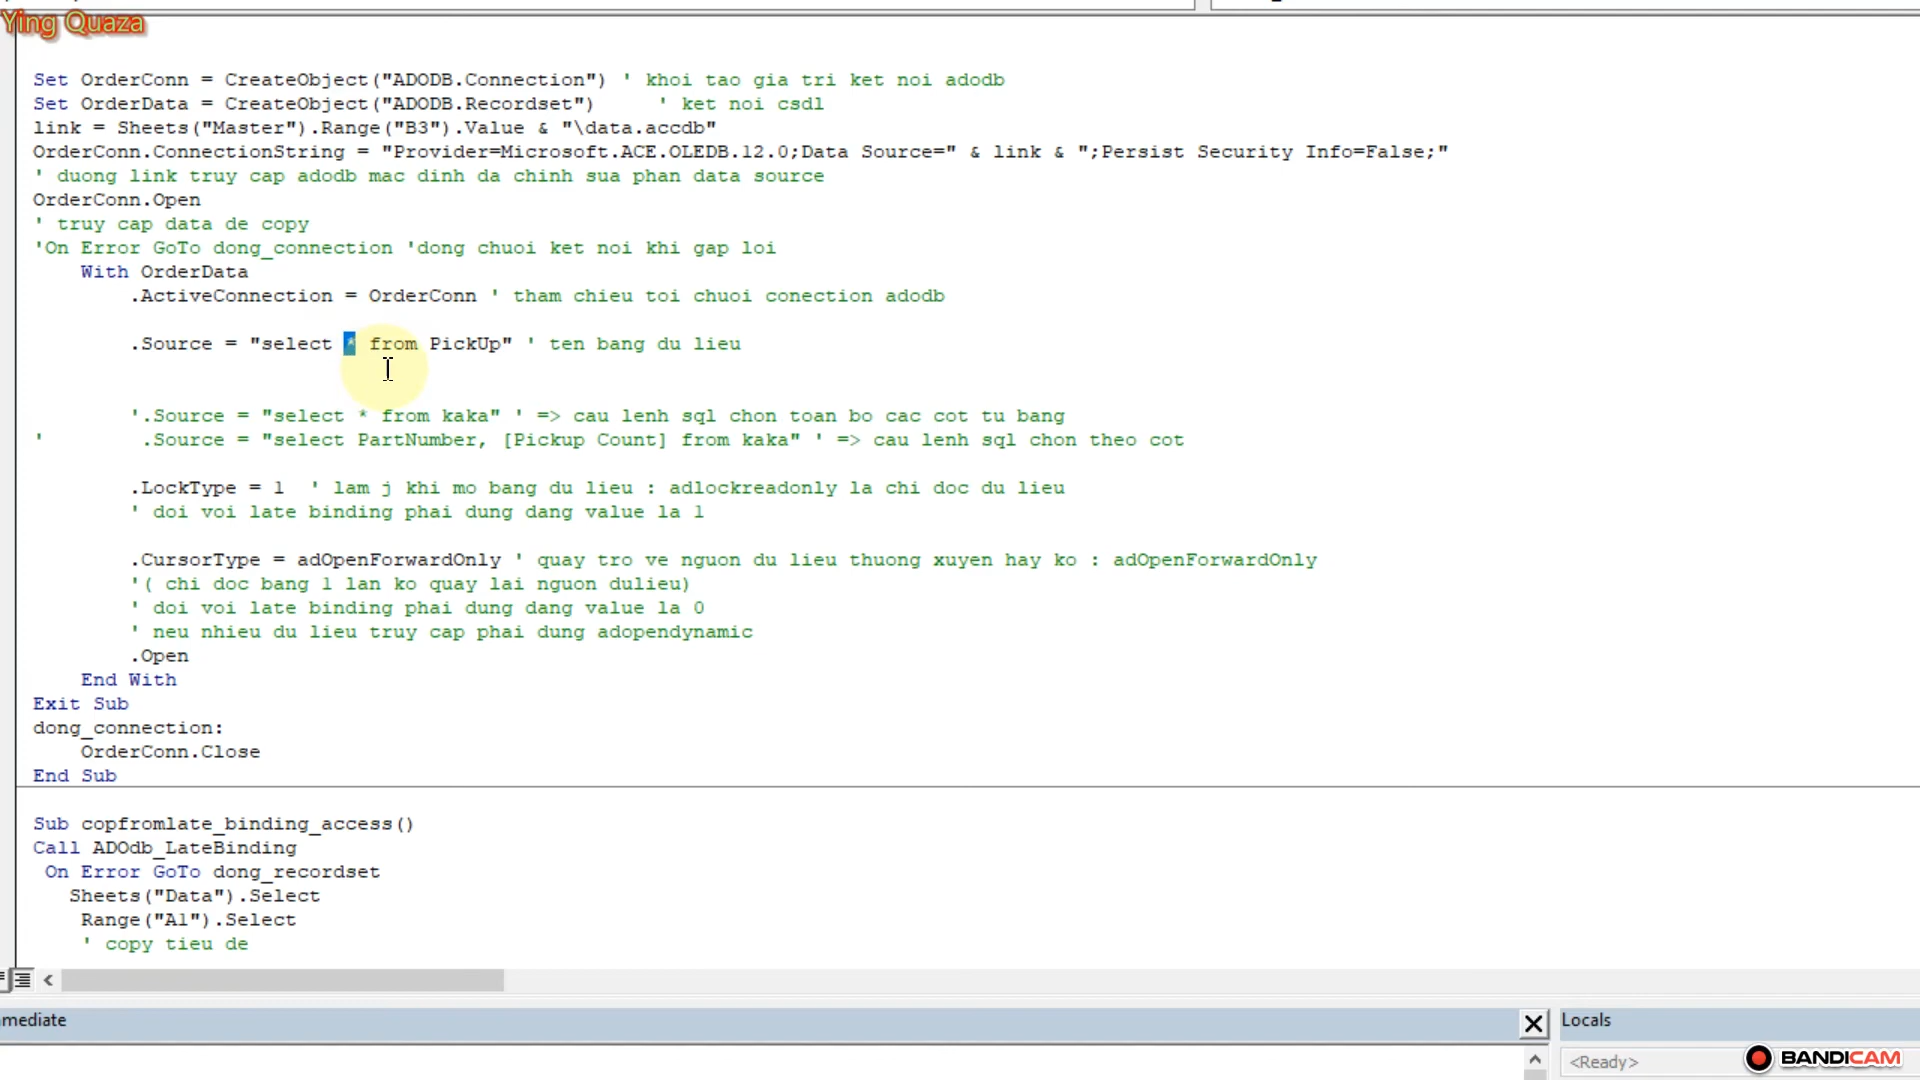 Ying Quaza
Set OrderConn = CreateObject("ADODB.Connection") ' khoi tao gia tri ket noi adodb
Set OrderData = CreateObject("ADODB.Recordset")     ' ket noi csdl
link = Sheets("Master").Range("B3").Value & "\data.accdb"
OrderConn.ConnectionString = "Provider=Microsoft.ACE.OLEDB.12.0;Data Source=" & link & ";Persist Security Info=False;"
' duong link truy cap adodb mac dinh da chinh sua phan data source
OrderConn.Open
' truy cap data de copy
'On Error GoTo dong_connection 'dong chuoi ket noi khi gap loi
With OrderData
.ActiveConnection = OrderConn ' tham chieu toi chuoi conection adodb
.Source = "select * from PickUp" ' ten bang du lieu
'.Source = "select * from kaka" ' => cau lenh sql chon toan bo cac cot tu bang
'        .Source = "select PartNumber, [Pickup Count] from kaka" ' => cau lenh sql chon theo cot
.LockType = 1  ' lam j khi mo bang du lieu : adlockreadonly la chi doc du lieu
' doi voi late binding phai dung dang value la 1
.CursorType = adOpenForwardOnly ' quay tro ve nguon du lieu thuong xuyen hay ko : adOpenForwardOnly
'( chi doc bang 1 lan ko quay lai nguon dulieu)
' doi voi late binding phai dung dang value la 0
' neu nhieu du lieu truy cap phai dung adopendynamic
.Open
End With
Exit Sub
dong_connection:
OrderConn.Close
End Sub
Sub copfromlate_binding_access()
Call ADOdb_LateBinding
On Error GoTo dong_recordset
Sheets("Data").Select
Range("A1").Select
' copy tieu de
mediate
Locals
<Ready>
BANDICAM